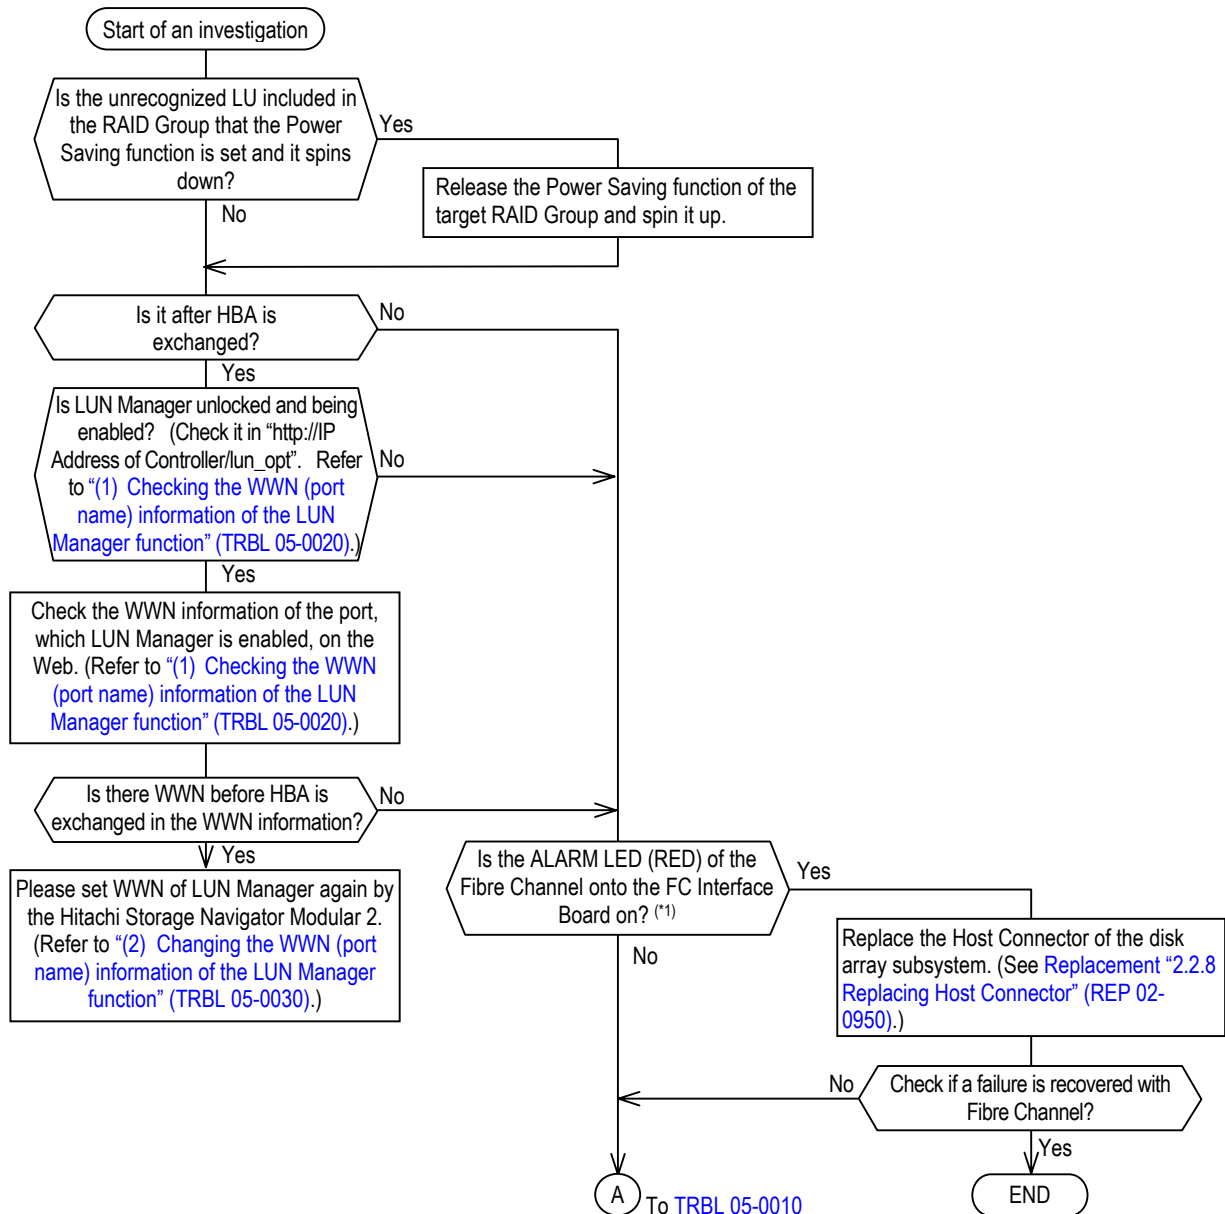 Start of an investigation
Is the unrecognized LU included in
the RAID Group that the Power
Saving function is set and it spins
down?
Yes
Release the Power Saving function of the
target RAID Group and spin it up.
No
Is it after HBA is
exchanged?
No
Yes
Is LUN Manager unlocked and being
enabled? (Check it in “http://IP
Address of Controller/lun_opt”. Refer
to “(1) Checking the WWN (port
name) information of the LUN
Manager function” (TRBL 05-0020).)
No
Yes
Check the WWN information of the port,
which LUN Manager is enabled, on the
Web. (Refer to “(1) Checking the WWN
(port name) information of the LUN
Manager function” (TRBL 05-0020).)
Is there WWN before HBA is
exchanged in the WWN information?
No
Yes
Please set WWN of LUN Manager again by
the Hitachi Storage Navigator Modular 2.
(Refer to “(2) Changing the WWN (port
name) information of the LUN Manager
function” (TRBL 05-0030).)
Is the ALARM LED (RED) of the
Fibre Channel onto the FC Interface
Board on? (*1)
Yes
No
Replace the Host Connector of the disk
array subsystem. (See Replacement “2.2.8
Replacing Host Connector” (REP 02-
0950).)
Check if a failure is recovered with
Fibre Channel?
No
Yes
A
To TRBL 05-0010
END